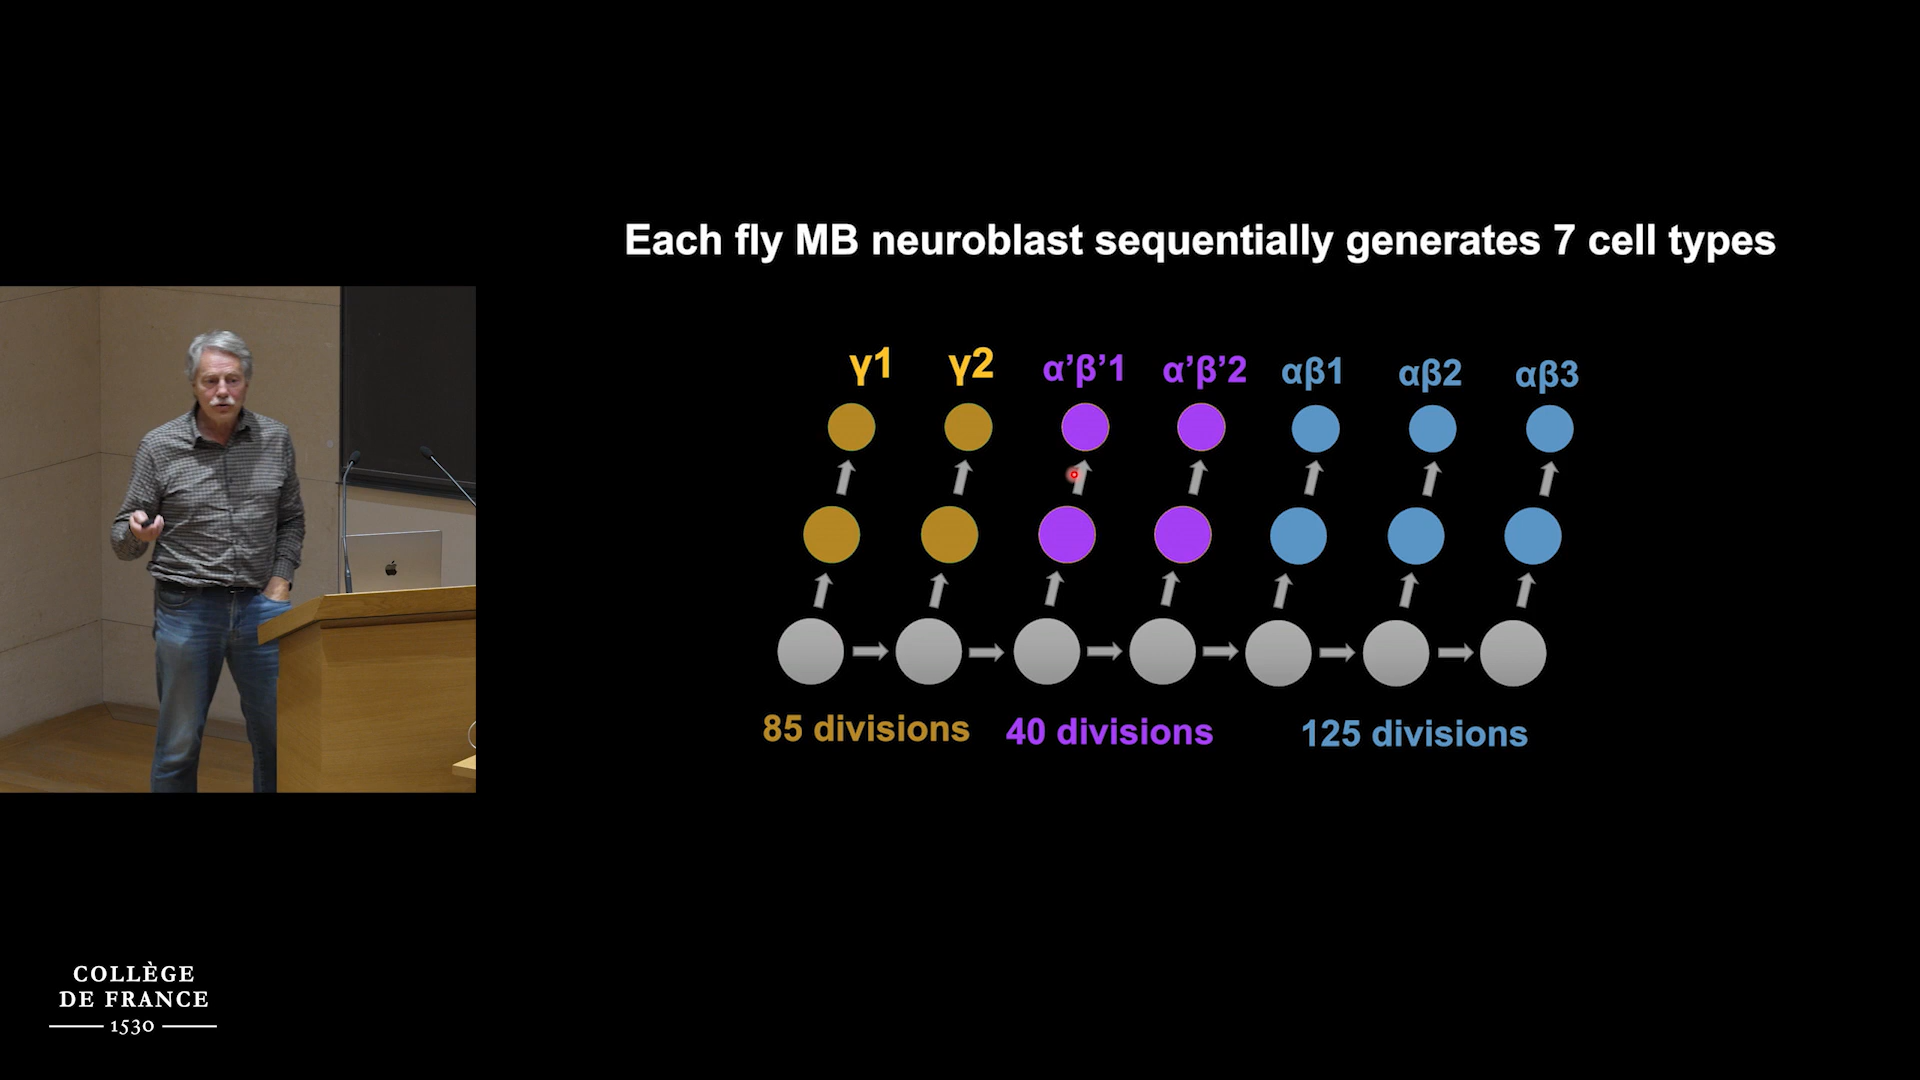 Each fly MB neuroblast sequentially generates 7 cell types
γ1 γ2 α’β’1 α’β’2 αβ1 αβ2 αβ3
85 divisions 40 divisions 125 divisions
COLLÈGE
DE FRANCE
1530